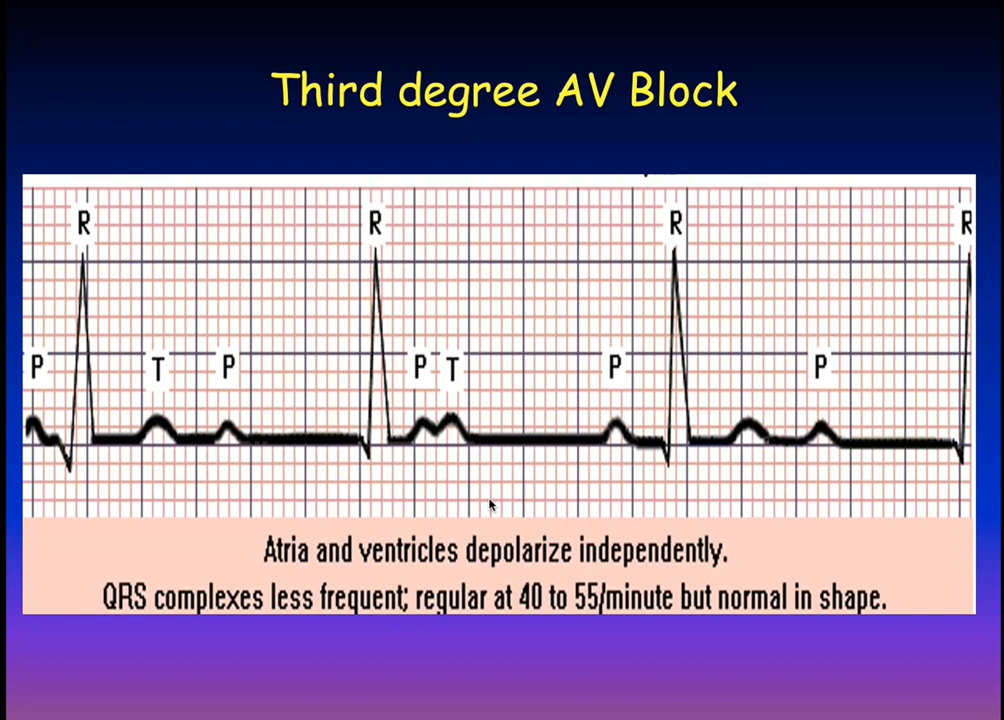 Third degree AV Block
R R R R
P T P P T P P
Atria and ventricles depolarize independently.
QRS complexes less frequent; regular at 40 to 55/minute but normal in shape.